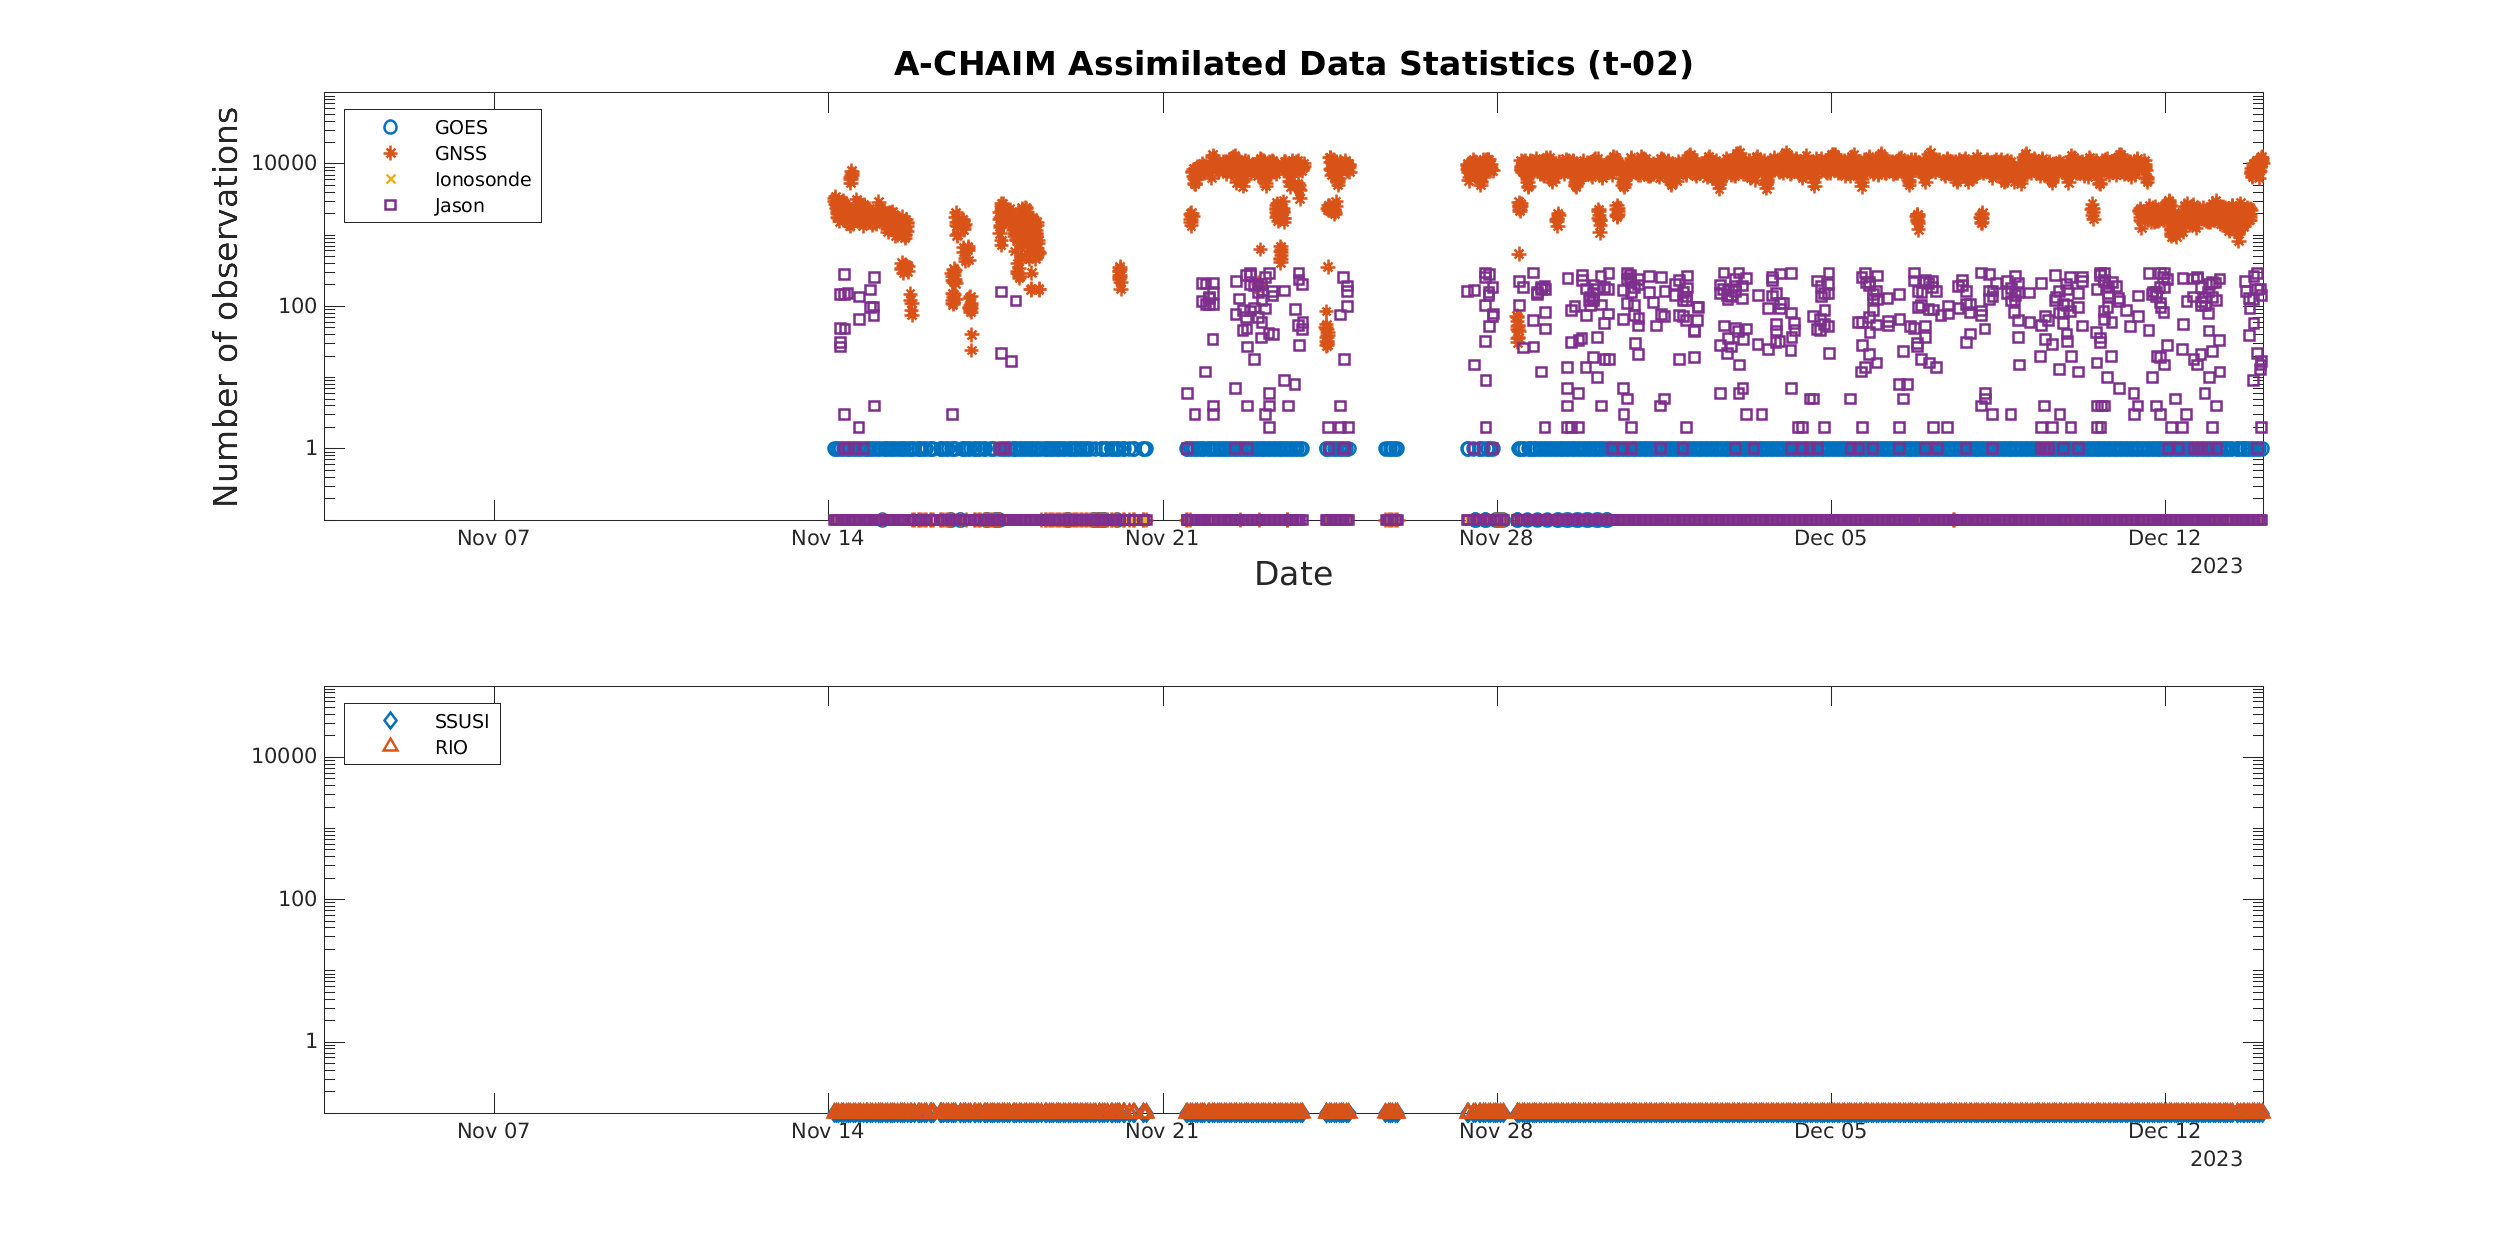 A-CHAIM Assimilated Data Statistics (t-02)
Number of observations
GOES
GNSS
Ionosonde
Jason
10000
100
1
Nov 07 Nov 14 Nov 21 Nov 28 Dec 05 Dec 12
2023
Date
SSUSI
RIO
10000
100
1
Nov 07 Nov 14 Nov 21 Nov 28 Dec 05 Dec 12
2023